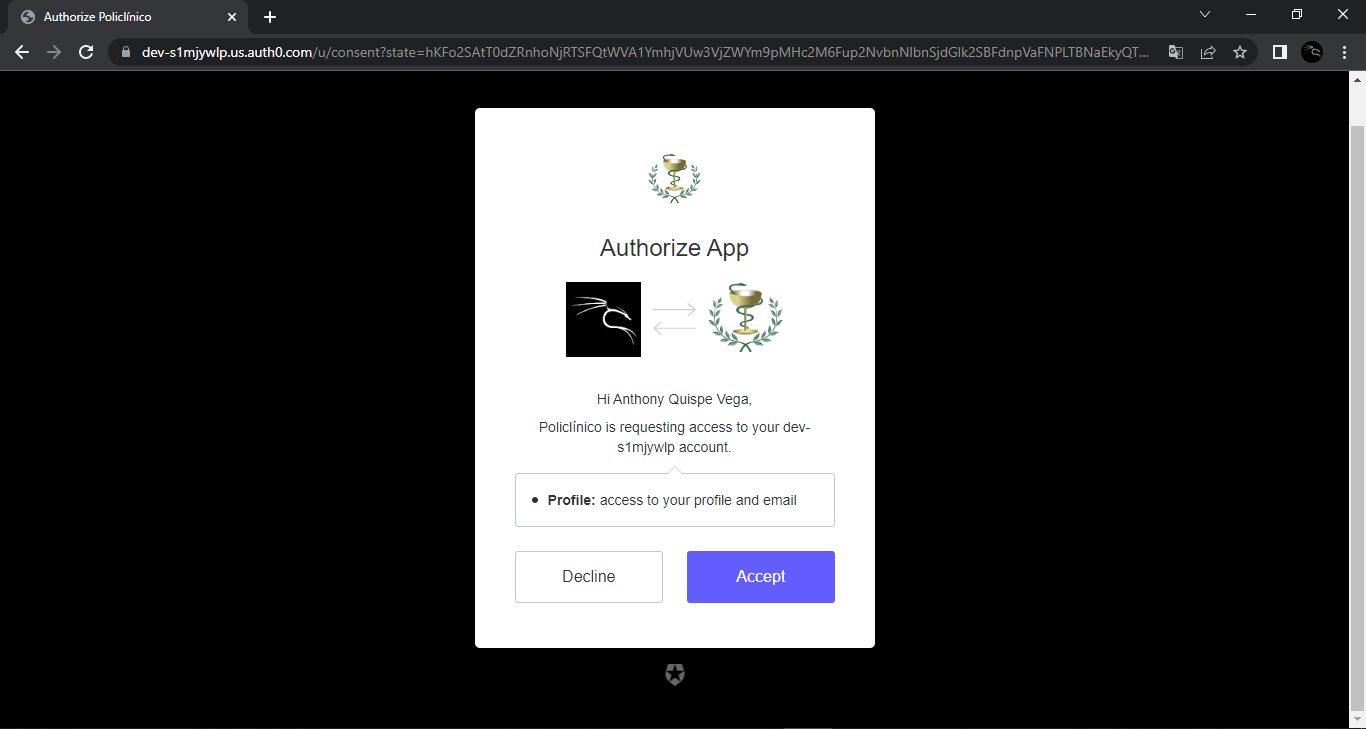 Authorize Policlínico
dev-s1mjywlp.us.auth0.com/u/consent?state=hKFo2SAtT0dZRnhoNjRTSFQtWVA1YmhjVUw3VjZWYm9pMHc2M6Fup2NvbnNlbnSjdGlk2SBFdnpVaFNPLTBNaEkyQT...
Authorize App
Hi Anthony Quispe Vega,
Policlínico is requesting access to your dev-
s1mjywlp account.
Profile: access to your profile and email
Decline
Accept